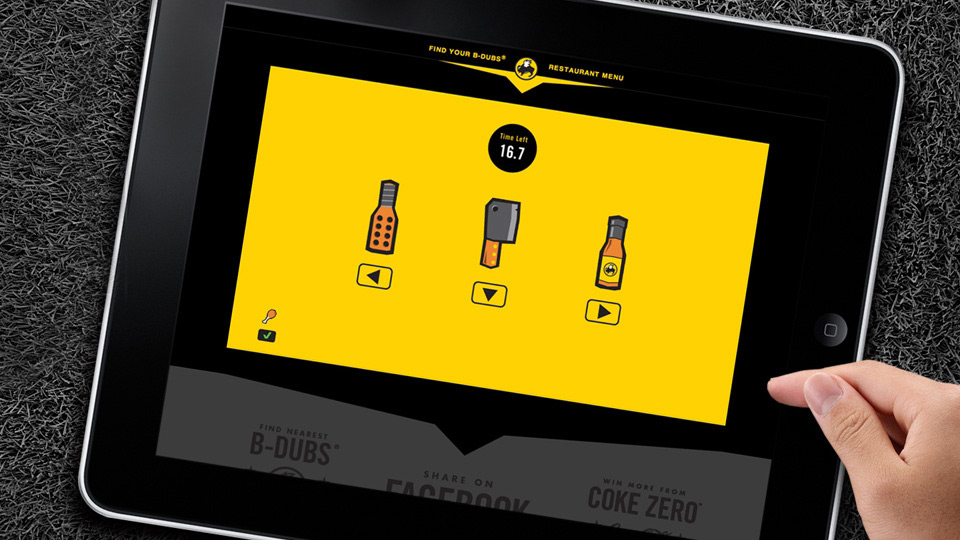 FIND YOUR B-DUBS®
RESTAURANT MENU
Time Left
16.7
FIND NEAREST
B-DUBS®
SHARE ON
FACEBOOK
WIN MORE FROM
COKE ZERO™